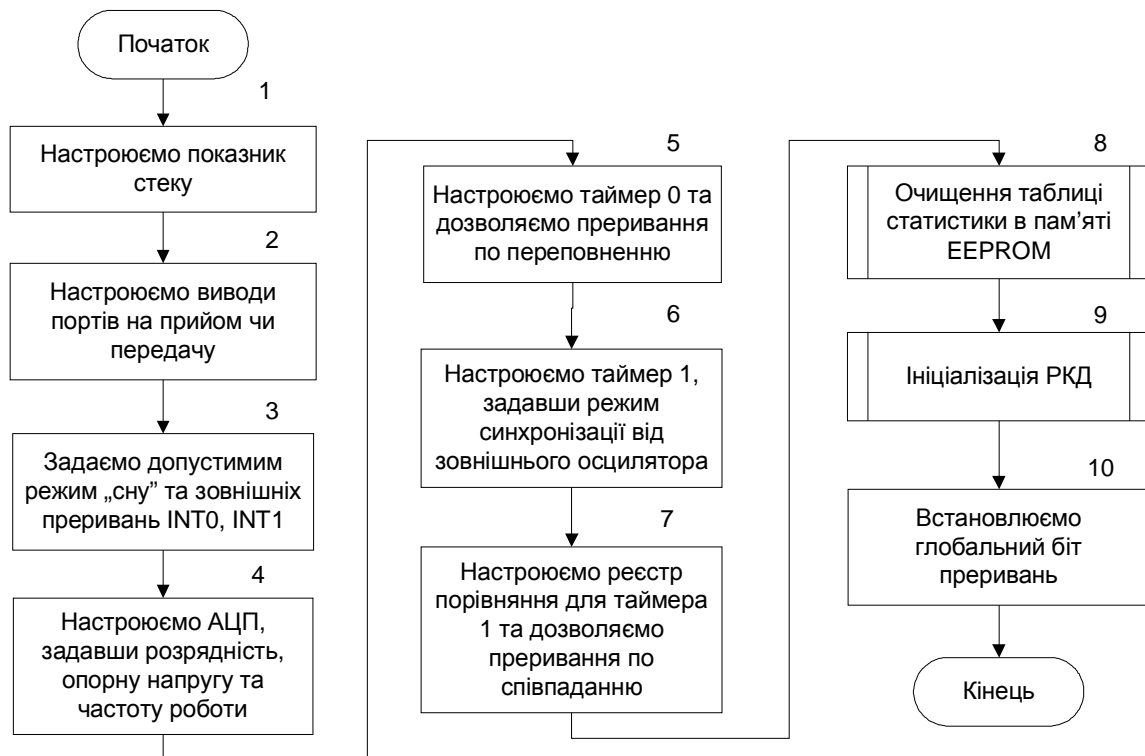 Початок
1
Настроюємо показник
стеку
2
Настроюємо виводи
портів на прийом чи
передачу
3
Задаємо допустимим
режим „сну” та зовнішніх
преривань INT0, INT1
4
Настроюємо АЦП,
задавши розрядність,
опорну напругу та
частоту роботи
5
Настроюємо таймер 0 та
дозволяємо преривання
по переповненню
6
Настроюємо таймер 1,
задавши режим
синхронізації від
зовнішнього осцилятора
7
Настроюємо реєстр
порівняння для таймера
1 та дозволяємо
преривання по
співпаданню
8
Очищення таблиці
статистики в пам’яті
EEPROM
9
Ініціалізація РКД
10
Встановлюємо
глобальний біт
преривань
Кінець